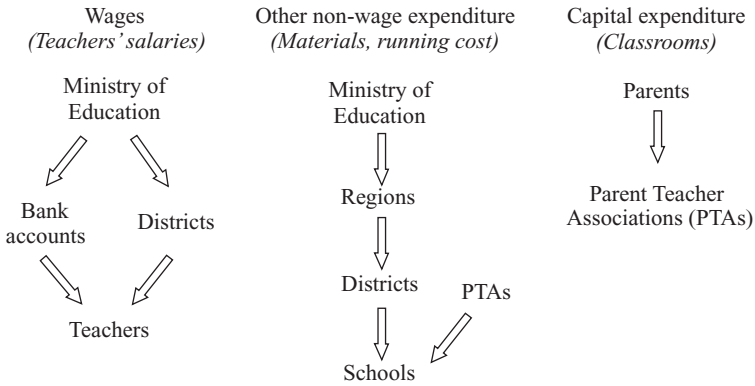 Wages
(Teachers' salaries)
Ministry of
Education
Bank
accounts
Districts
Teachers
Other non-wage expenditure
(Materials, running cost)
Ministry of
Education
Regions
Districts
PTAs
Schools
Capital expenditure
(Classrooms)
Parents
Parent Teacher
Associations (PTAs)